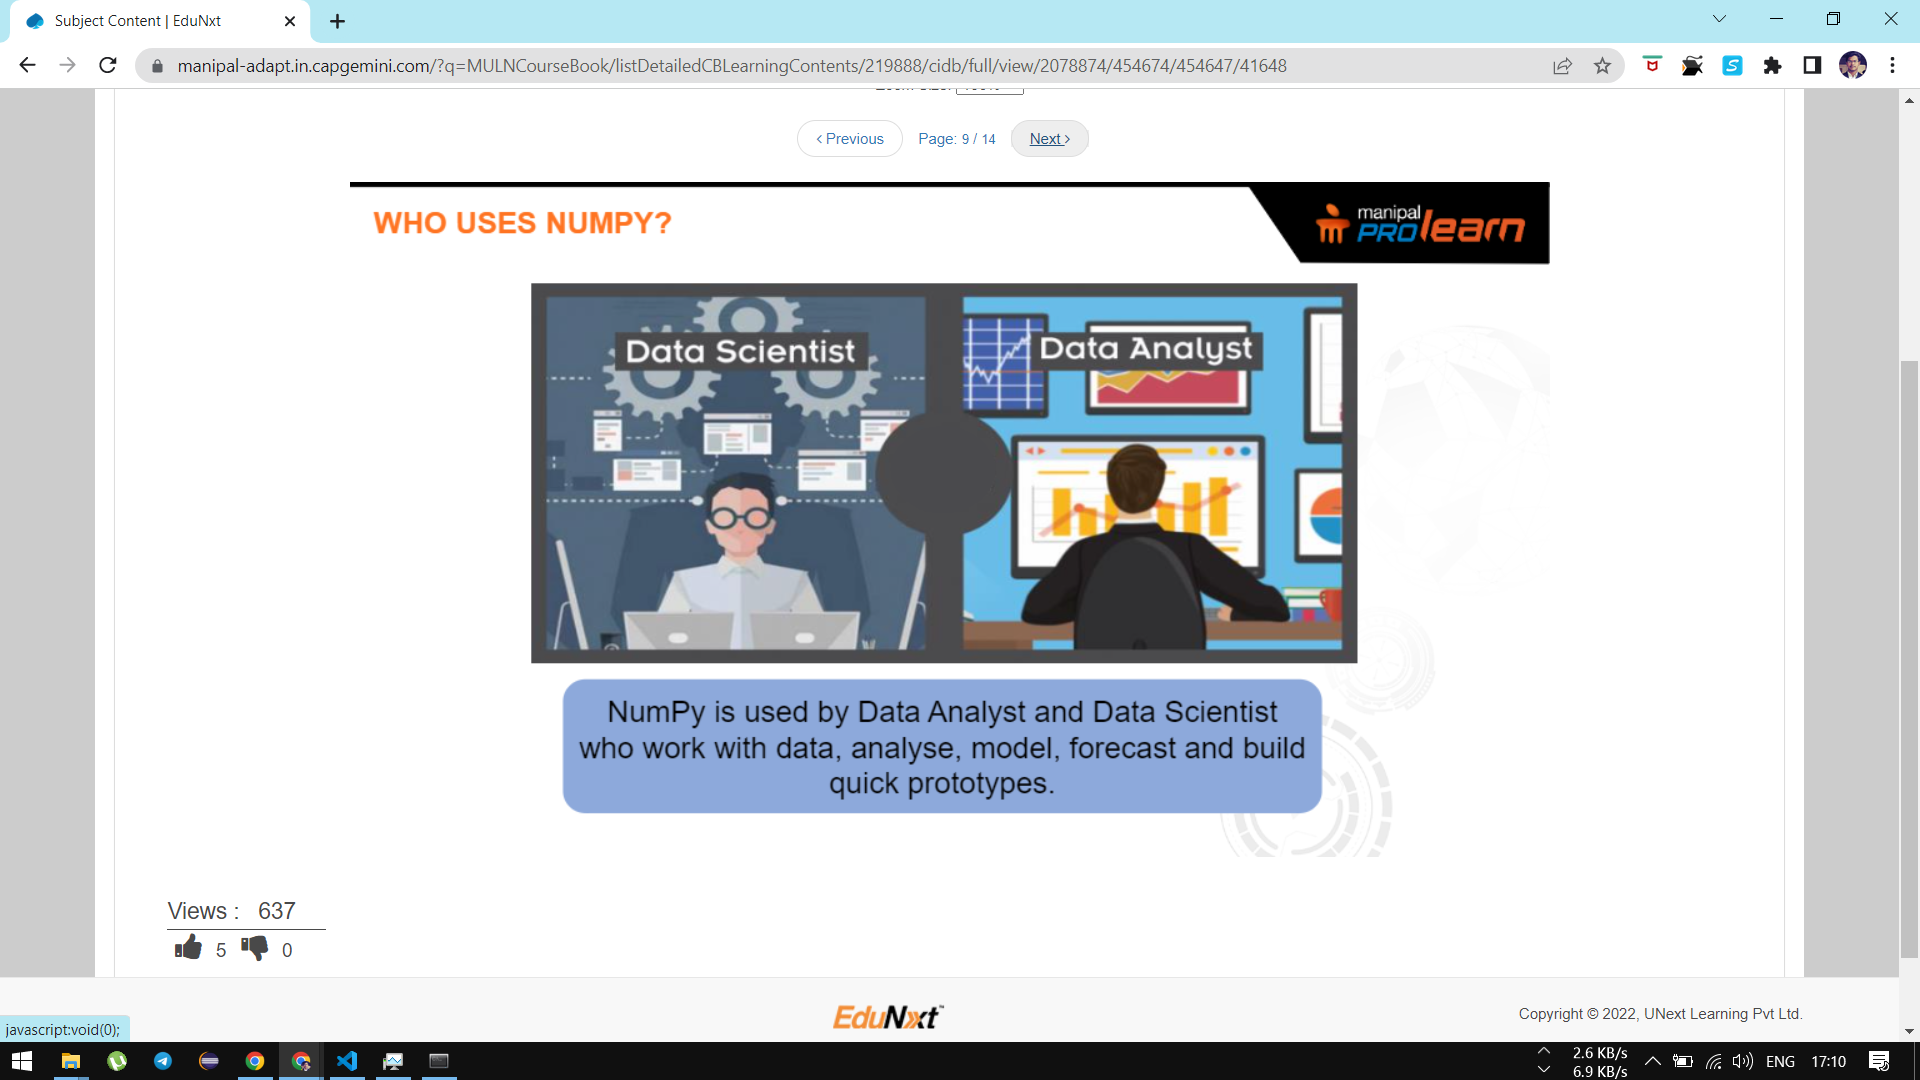 Subject Content | EduNxt
manipal-adapt.in.capgemini.com/?q=MULNCourseBook/listDetailedCBLearningContents/219888/cidb/full/view/2078874/454674/454647/41648
‹ Previous Page: 9 / 14 Next ›
WHO USES NUMPY?
manipal
PROlearn
Data Scientist
Data Analyst
NumPy is used by Data Analyst and Data Scientist
who work with data, analyse, model, forecast and build
quick prototypes.
Views : 637
5 0
EduNxt™
Copyright © 2022, UNext Learning Pvt Ltd.
javascript:void(0);
2.6 KB/s
6.9 KB/s
ENG 17:10